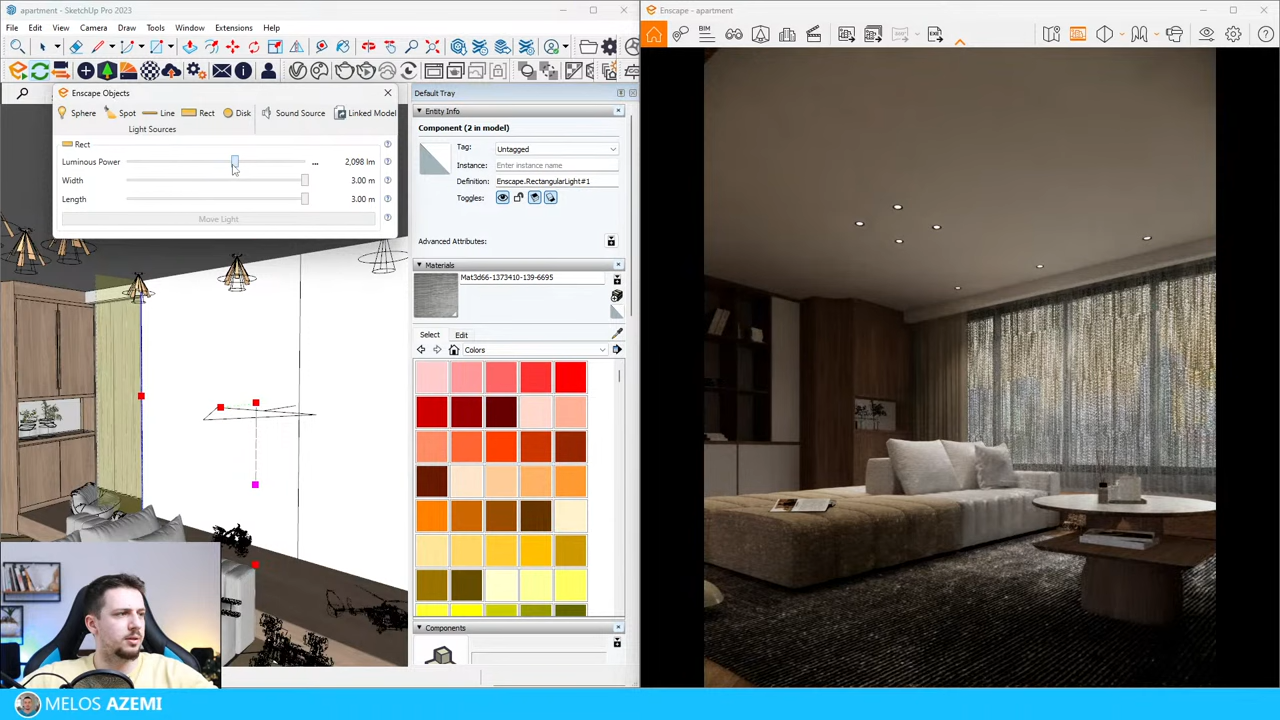 apartment - SketchUp Pro 2023
File Edit View Camera Draw Tools Window Extensions Help
Enscape Objects
Sphere Spot Line Rect Disk Sound Source Linked Model
Light Sources
Rect
Luminous Power ... 2,098 lm
Width 3.00 m
Length 3.00 m
Move Light
Default Tray
Entity Info
Component (2 in model)
Tag: Untagged
Instance: Enter instance name
Definition: Enscape.RectangularLight#1
Toggles:
Advanced Attributes:
Materials
Mat3d66-1373410-139-6695
Select Edit
Colors
Components
Enscape - apartment
BIM
EXE
MELOS AZEMI